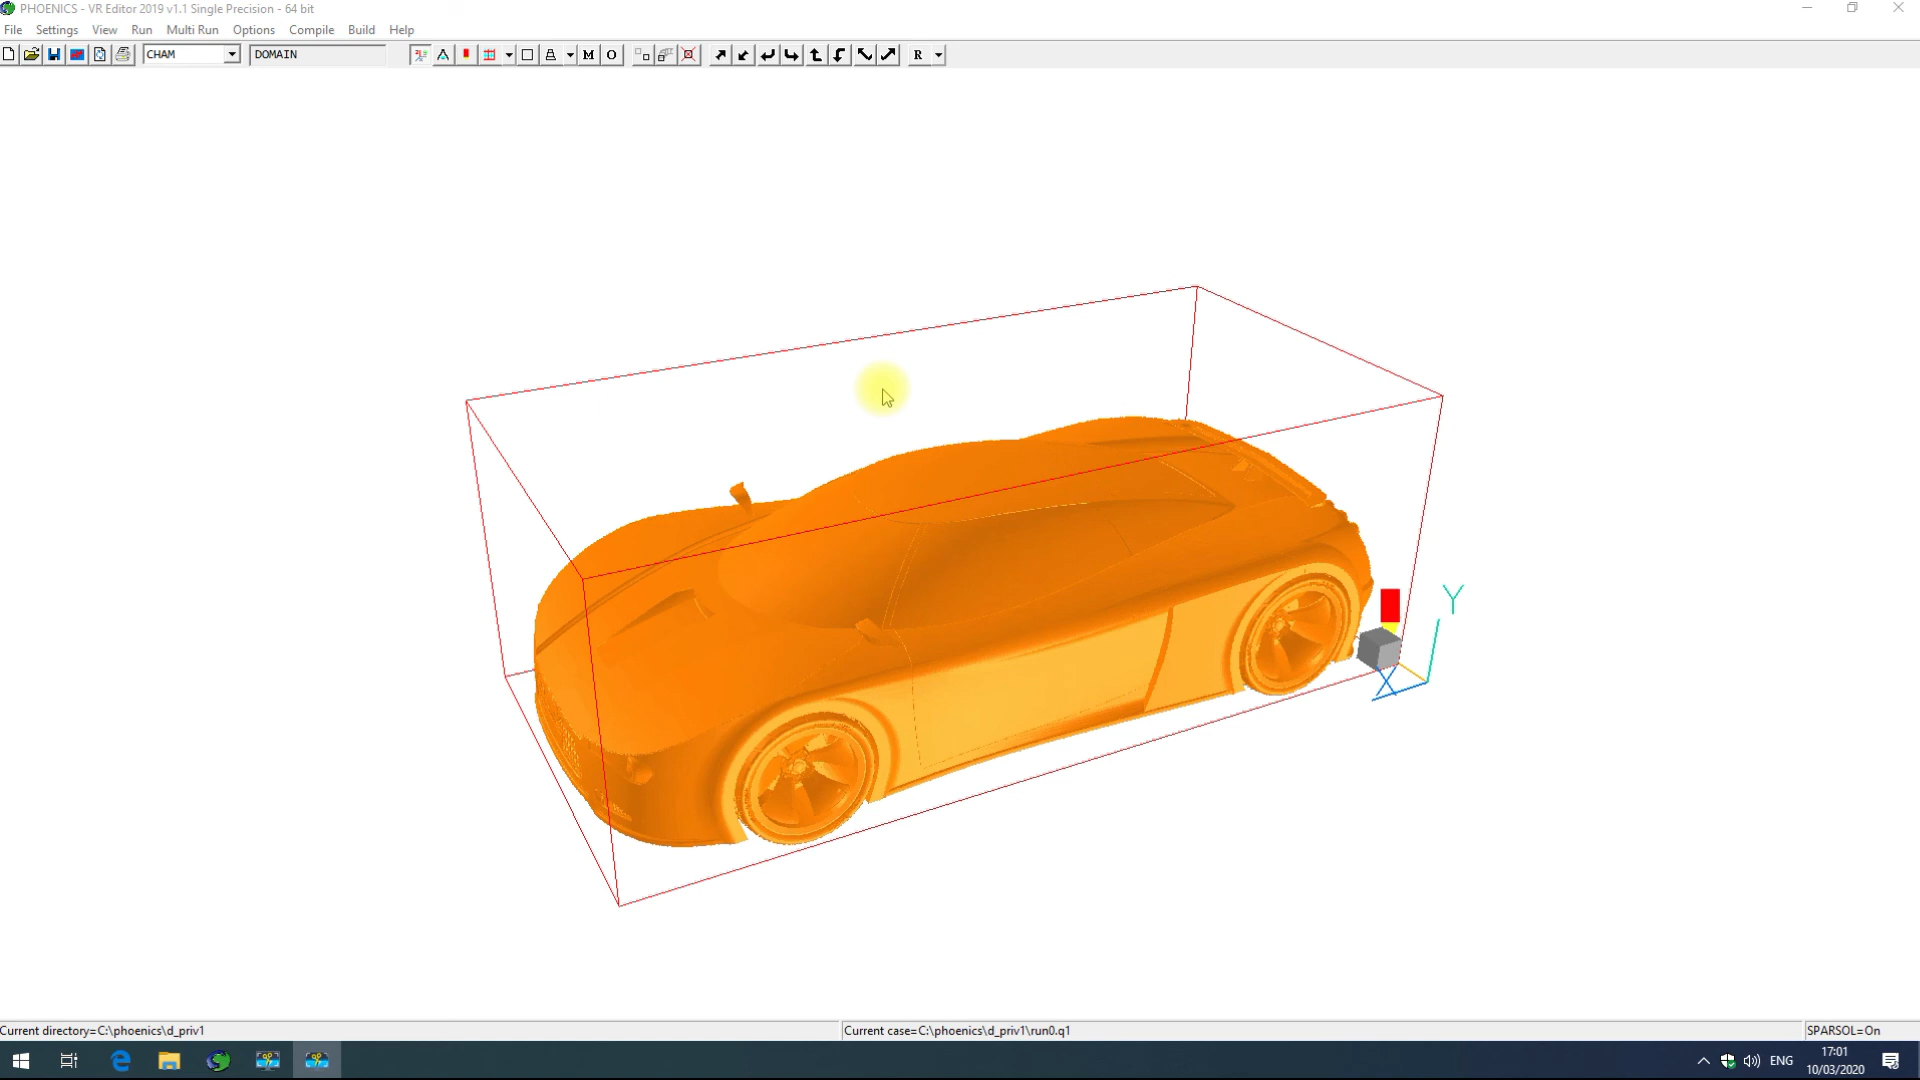 PHOENICS - VR Editor 2019 v1.1 Single Precision - 64 bit
File Settings View Run Multi Run Options Compile Build Help
CHAM DOMAIN M O R
Y
X
Current directory=C:\phoenics\d_priv1 Current case=C:\phoenics\d_priv1\run0.q1 SPARSOL=On
ENG 17:01
10/03/2020